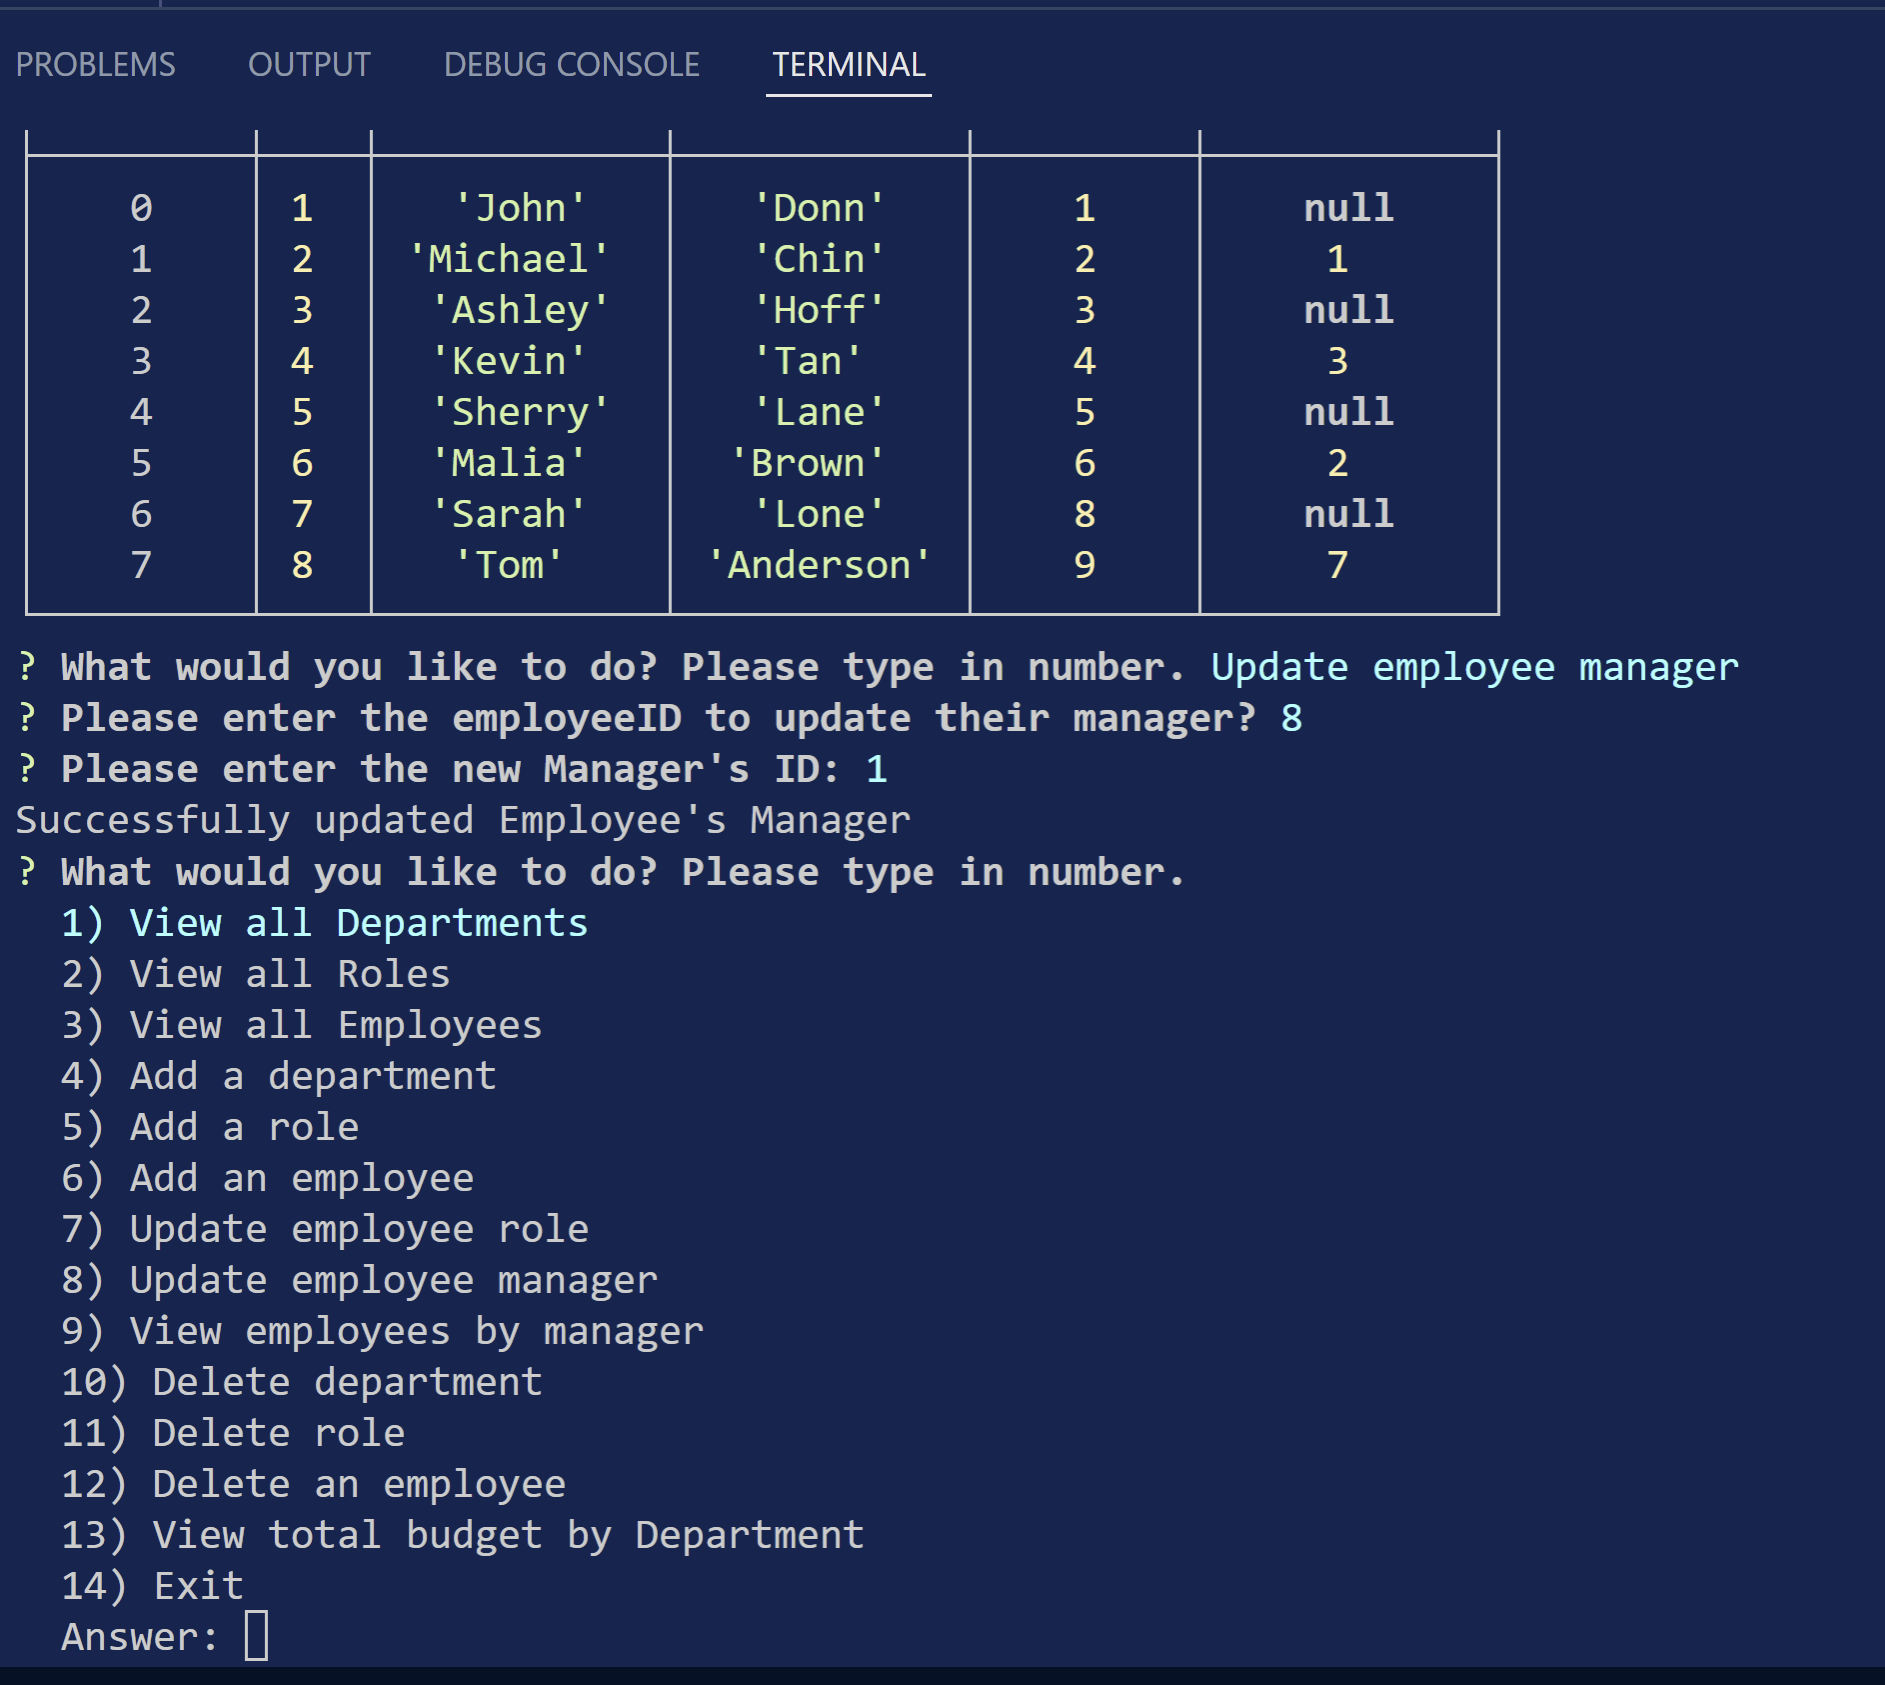 PROBLEMS OUTPUT DEBUG CONSOLE TERMINAL
0 1 'John' 'Donn' 1 null
1 2 'Michael' 'Chin' 2 1
2 3 'Ashley' 'Hoff' 3 null
3 4 'Kevin' 'Tan' 4 3
4 5 'Sherry' 'Lane' 5 null
5 6 'Malia' 'Brown' 6 2
6 7 'Sarah' 'Lone' 8 null
7 8 'Tom' 'Anderson' 9 7
? What would you like to do? Please type in number. Update employee manager
? Please enter the employeeID to update their manager? 8
? Please enter the new Manager's ID: 1
Successfully updated Employee's Manager
? What would you like to do? Please type in number.
1) View all Departments
2) View all Roles
3) View all Employees
4) Add a department
5) Add a role
6) Add an employee
7) Update employee role
8) Update employee manager
9) View employees by manager
10) Delete department
11) Delete role
12) Delete an employee
13) View total budget by Department
14) Exit
Answer: